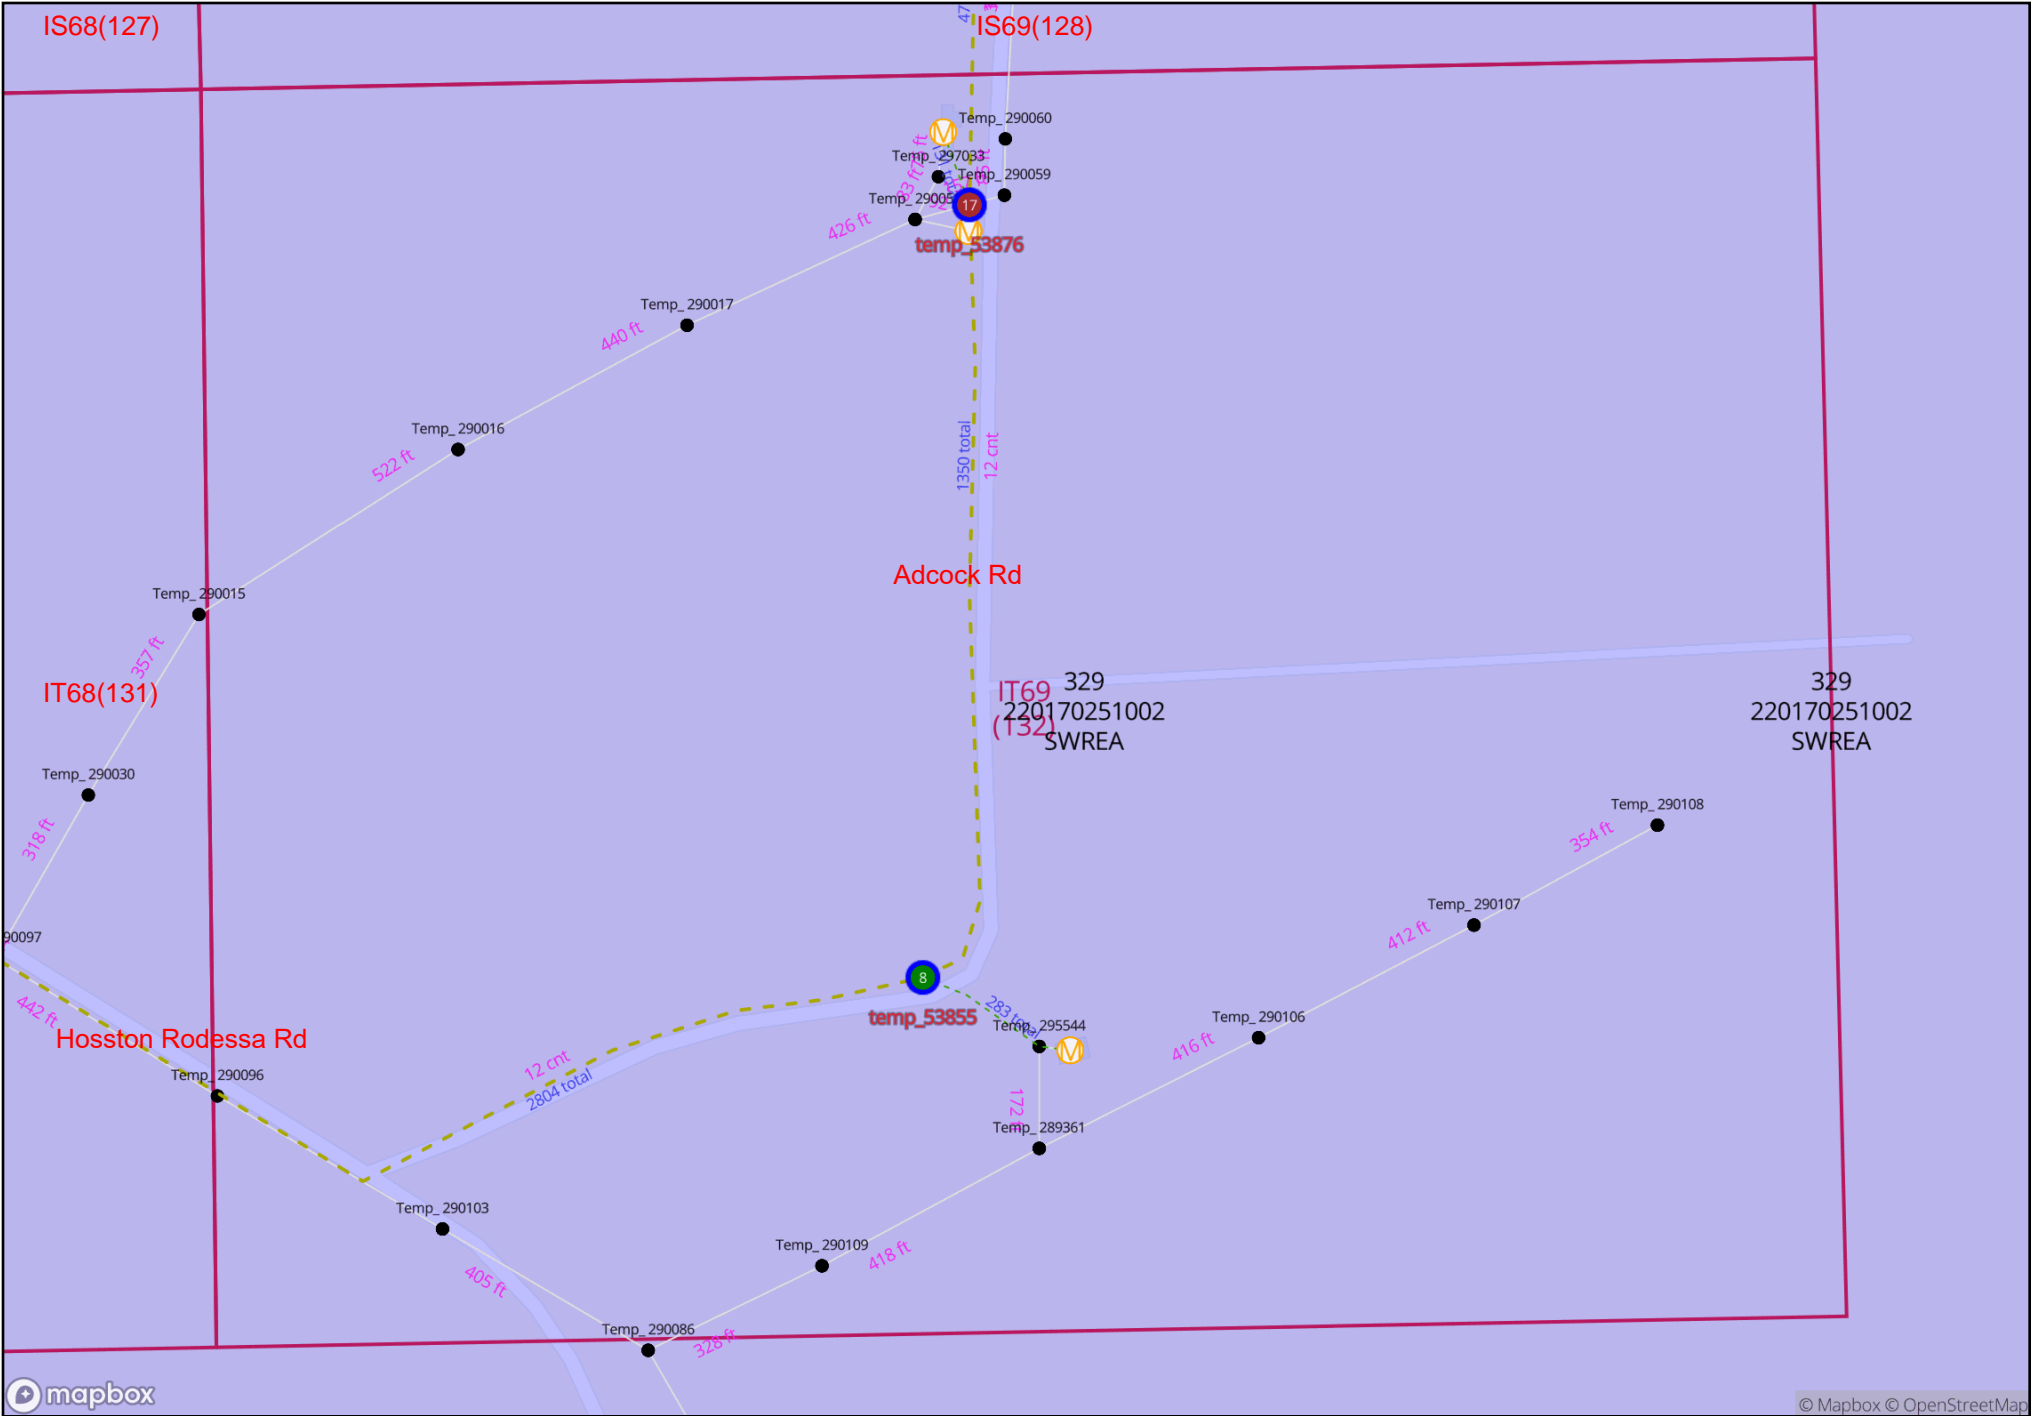 IS68(127)
47
IS69(128)
Temp_290060
Temp_297033
Temp_290059
426 ft
17
temp_53876
Temp_290017
440 ft
Temp_290016
522 ft
1350 total
12 cnt
Adcock Rd
Temp_290015
357 ft
IT68(131)
IT69
(132)
329
220170251002
SWREA
329
220170251002
SWREA
Temp_290030
318 ft
Temp_290108
354 ft
Temp_290107
412 ft
90097
442 ft
8
temp_53855
283 total
Temp_295544
Temp_290106
416 ft
Hosston Rodessa Rd
Temp_290096
12 cnt
2804 total
172 ft
Temp_289361
Temp_290103
Temp_290109
418 ft
405 ft
Temp_290086
328 ft
mapbox
© Mapbox © OpenStreetMap